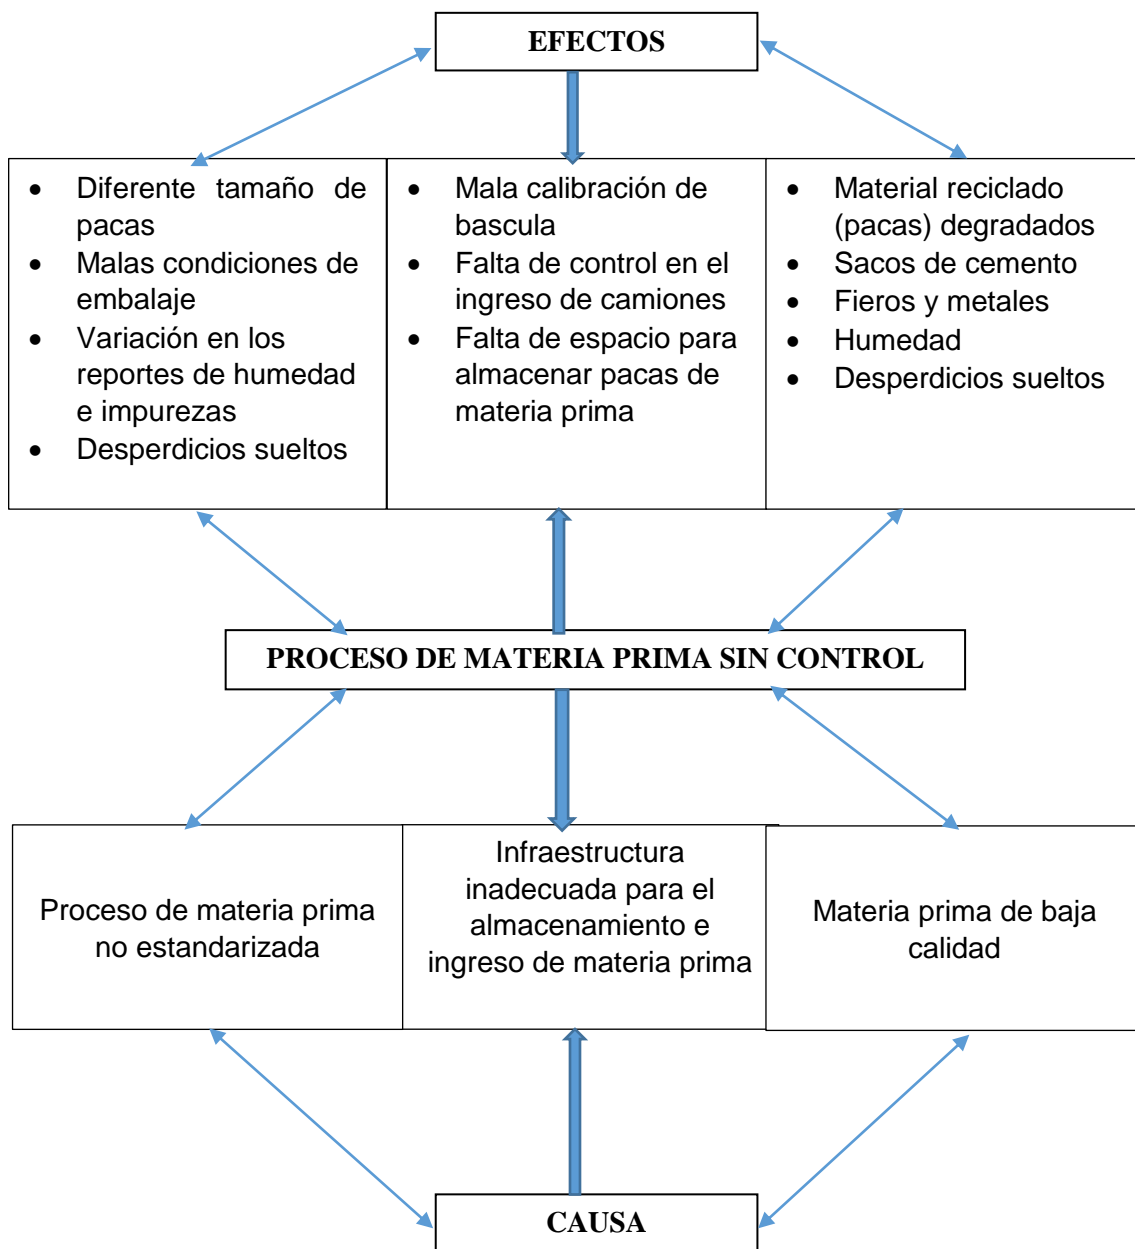 EFECTOS
• Diferente tamaño de
pacas
• Malas condiciones de
embalaje
• Variación en los
reportes de humedad
e impurezas
• Desperdicios sueltos
• Mala calibración de
bascula
• Falta de control en el
ingreso de camiones
• Falta de espacio para
almacenar pacas de
materia prima
• Material reciclado
(pacas) degradados
• Sacos de cemento
• Fieros y metales
• Humedad
• Desperdicios sueltos
PROCESO DE MATERIA PRIMA SIN CONTROL
Proceso de materia prima
no estandarizada
Infraestructura
inadecuada para el
almacenamiento e
ingreso de materia prima
Materia prima de baja
calidad
CAUSA